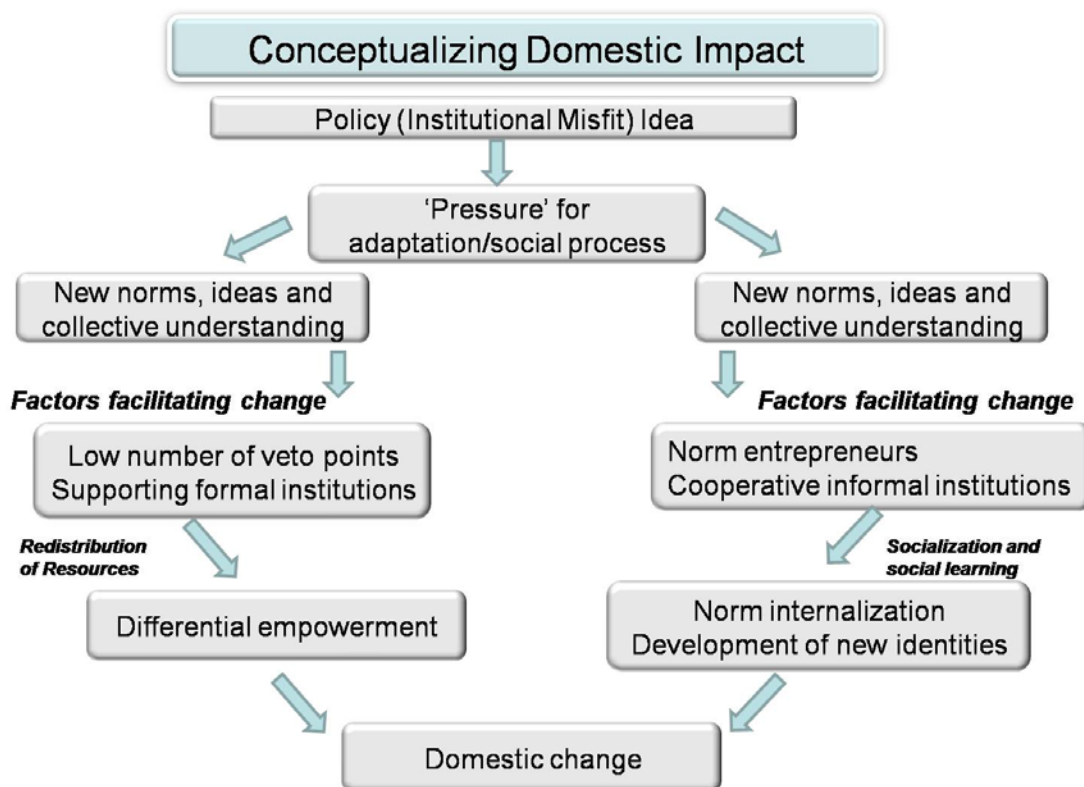 Conceptualizing Domestic Impact
Policy (Institutional Misfit) Idea
‘Pressure’ for
adaptation/social process
New norms, ideas and
collective understanding
New norms, ideas and
collective understanding
Factors facilitating change
Factors facilitating change
Low number of veto points
Supporting formal institutions
Norm entrepreneurs
Cooperative informal institutions
Redistribution
of Resources
Socialization and
social learning
Differential empowerment
Norm internalization
Development of new identities
Domestic change